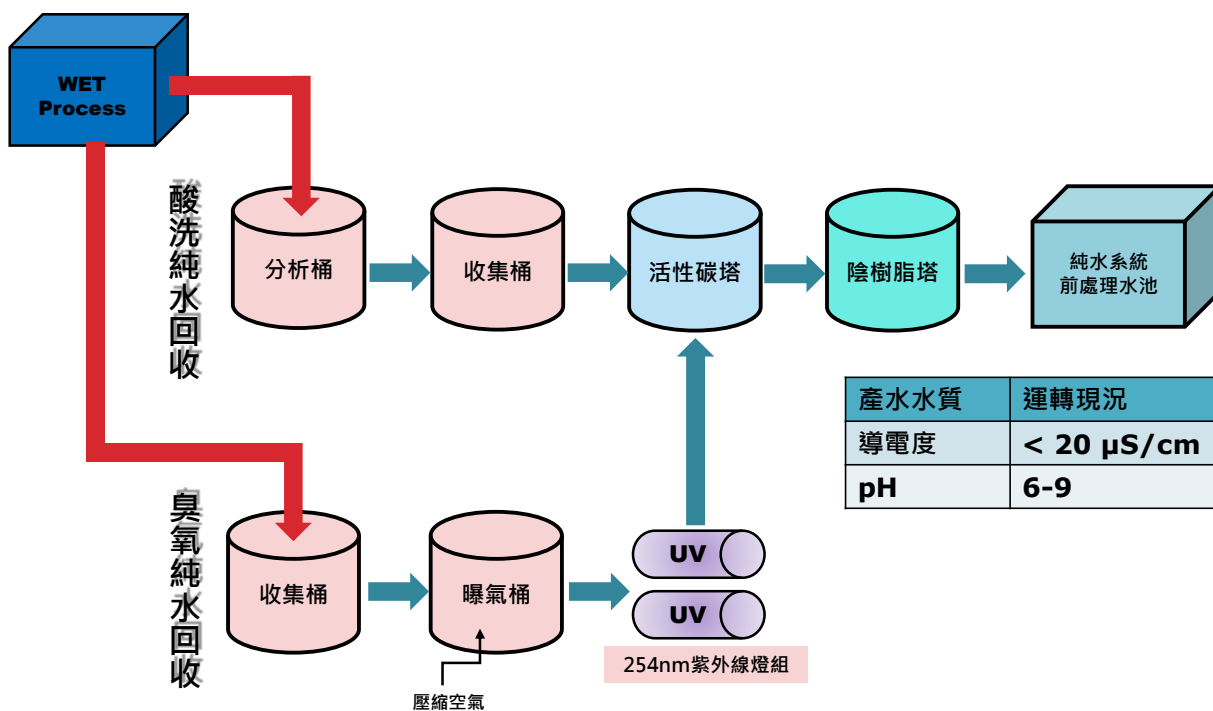 WET
Process
酸洗純水回收
分析桶
收集桶
活性碳塔
陰樹脂塔
純水系統
前處理水池
產水水質 運轉現況
導電度 < 20 μS/cm
pH 6-9
臭氧純水回收
收集桶
曝氣桶
UV
UV
254nm紫外線燈組
壓縮空氣